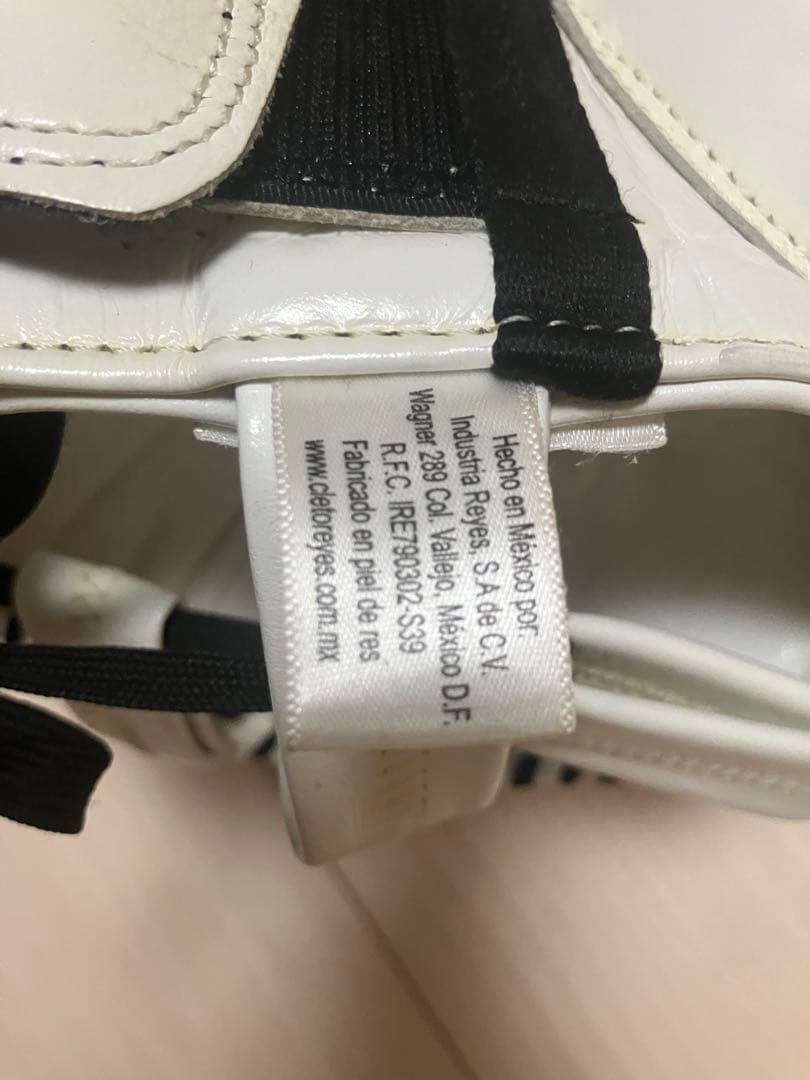 Hecho en México por:
Industria Reyes, S.A de C.V.
Wagner 289 Col. Vallejo, México D.F.
R.F.C. IRE790302-S39
Fabricado en piel de res
www.cletoreyes.com.mx